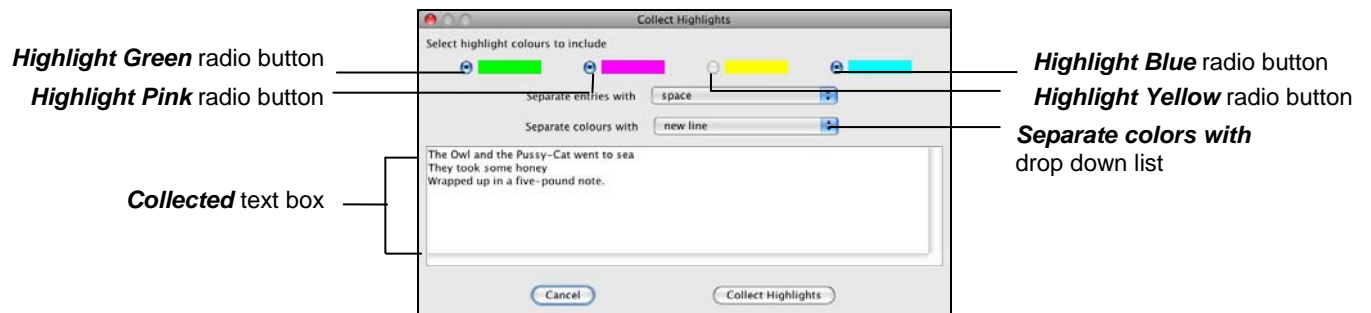 Collect Highlights
Select highlight colours to include
Separate entries with space
Separate colours with new line
The Owl and the Pussy-Cat went to sea
They took some honey
Wrapped up in a five-pound note.
Cancel Collect Highlights
Highlight Green radio button
Highlight Pink radio button
Collected text box
Highlight Blue radio button
Highlight Yellow radio button
Separate colors with
drop down list